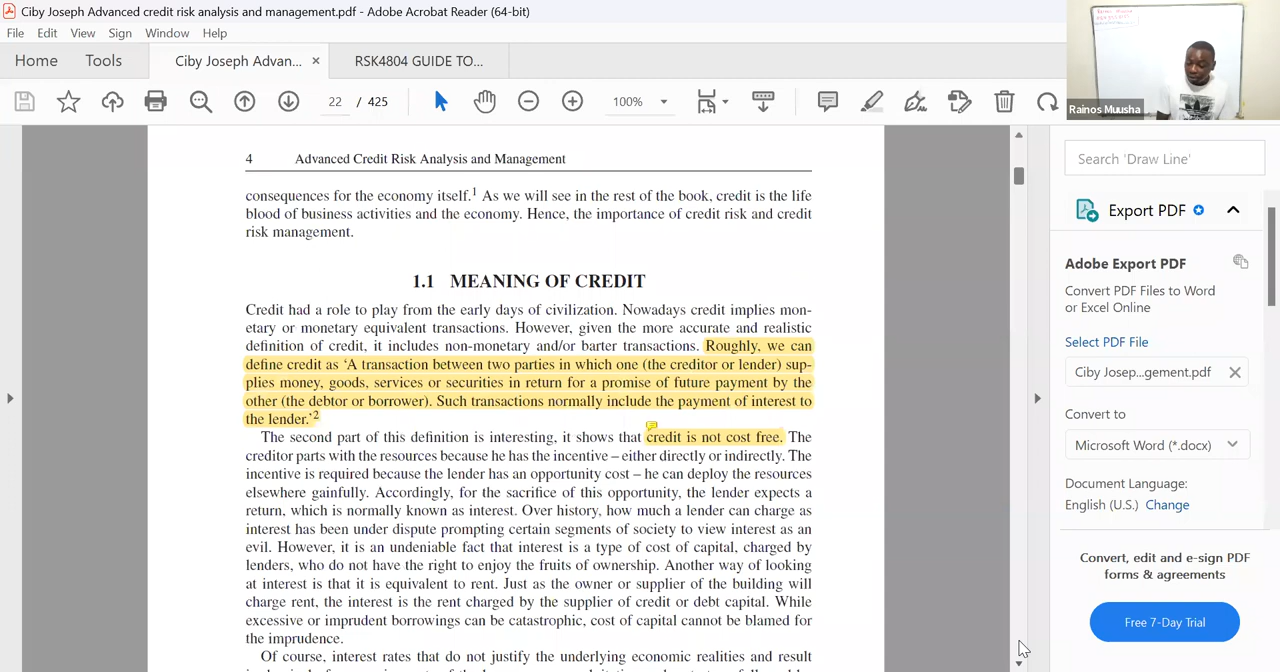 Ciby Joseph Advanced credit risk analysis and management.pdf - Adobe Acrobat Reader (64-bit)
File Edit View Sign Window Help
Home Tools Ciby Joseph Advan... × RSK4804 GUIDE TO...
22 / 425 100%
Rainos Muusha
4 Advanced Credit Risk Analysis and Management
consequences for the economy itself.1 As we will see in the rest of the book, credit is the life
blood of business activities and the economy. Hence, the importance of credit risk and credit
risk management.
1.1 MEANING OF CREDIT
Credit had a role to play from the early days of civilization. Nowadays credit implies mon-
etary or monetary equivalent transactions. However, given the more accurate and realistic
definition of credit, it includes non-monetary and/or barter transactions. Roughly, we can
define credit as ‘A transaction between two parties in which one (the creditor or lender) sup-
plies money, goods, services or securities in return for a promise of future payment by the
other (the debtor or borrower). Such transactions normally include the payment of interest to
the lender.’2
The second part of this definition is interesting, it shows that credit is not cost free. The
creditor parts with the resources because he has the incentive – either directly or indirectly. The
incentive is required because the lender has an opportunity cost – he can deploy the resources
elsewhere gainfully. Accordingly, for the sacrifice of this opportunity, the lender expects a
return, which is normally known as interest. Over history, how much a lender can charge as
interest has been under dispute prompting certain segments of society to view interest as an
evil. However, it is an undeniable fact that interest is a type of cost of capital, charged by
lenders, who do not have the right to enjoy the fruits of ownership. Another way of looking
at interest is that it is equivalent to rent. Just as the owner or supplier of the building will
charge rent, the interest is the rent charged by the supplier of credit or debt capital. While
excessive or imprudent borrowings can be catastrophic, cost of capital cannot be blamed for
the imprudence.
Of course, interest rates that do not justify the underlying economic realities and result
Search 'Draw Line'
Export PDF
Adobe Export PDF
Convert PDF Files to Word
or Excel Online
Select PDF File
Ciby Josep...gement.pdf
Convert to
Microsoft Word (*.docx)
Document Language:
English (U.S.) Change
Convert, edit and e-sign PDF
forms & agreements
Free 7-Day Trial